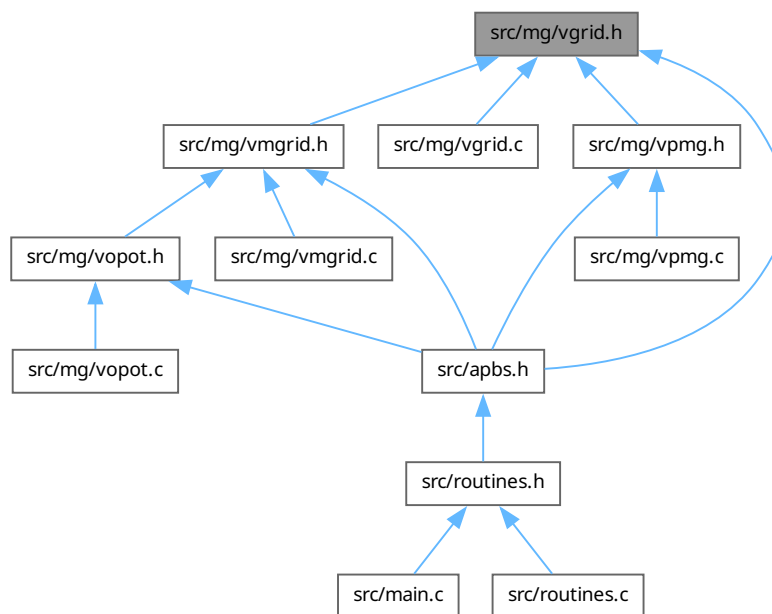 src/mg/vgrid.h
src/mg/vmgrid.h
src/mg/vgrid.c
src/mg/vpmg.h
src/mg/vopot.h
src/mg/vmgrid.c
src/mg/vpmg.c
src/mg/vopot.c
src/apbs.h
src/routines.h
src/main.c
src/routines.c